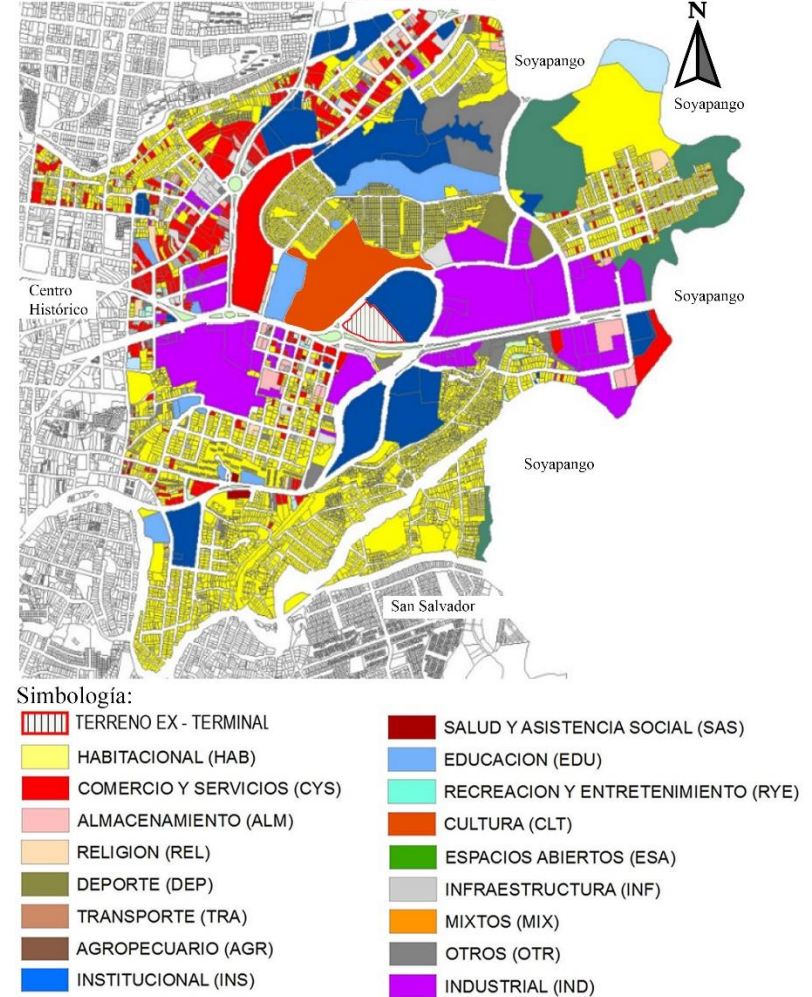 N
Soyapango
Soyapango
Centro
Histórico
Soyapango
Soyapango
San Salvador
Simbología:
TERRENO EX - TERMINAL
HABITACIONAL (HAB)
COMERCIO Y SERVICIOS (CYS)
ALMACENAMIENTO (ALM)
RELIGION (REL)
DEPORTE (DEP)
TRANSPORTE (TRA)
AGROPECUARIO (AGR)
INSTITUCIONAL (INS)
SALUD Y ASISTENCIA SOCIAL (SAS)
EDUCACION (EDU)
RECREACION Y ENTRETENIMIENTO (RYE)
CULTURA (CLT)
ESPACIOS ABIERTOS (ESA)
INFRAESTRUCTURA (INF)
MIXTOS (MIX)
OTROS (OTR)
INDUSTRIAL (IND)